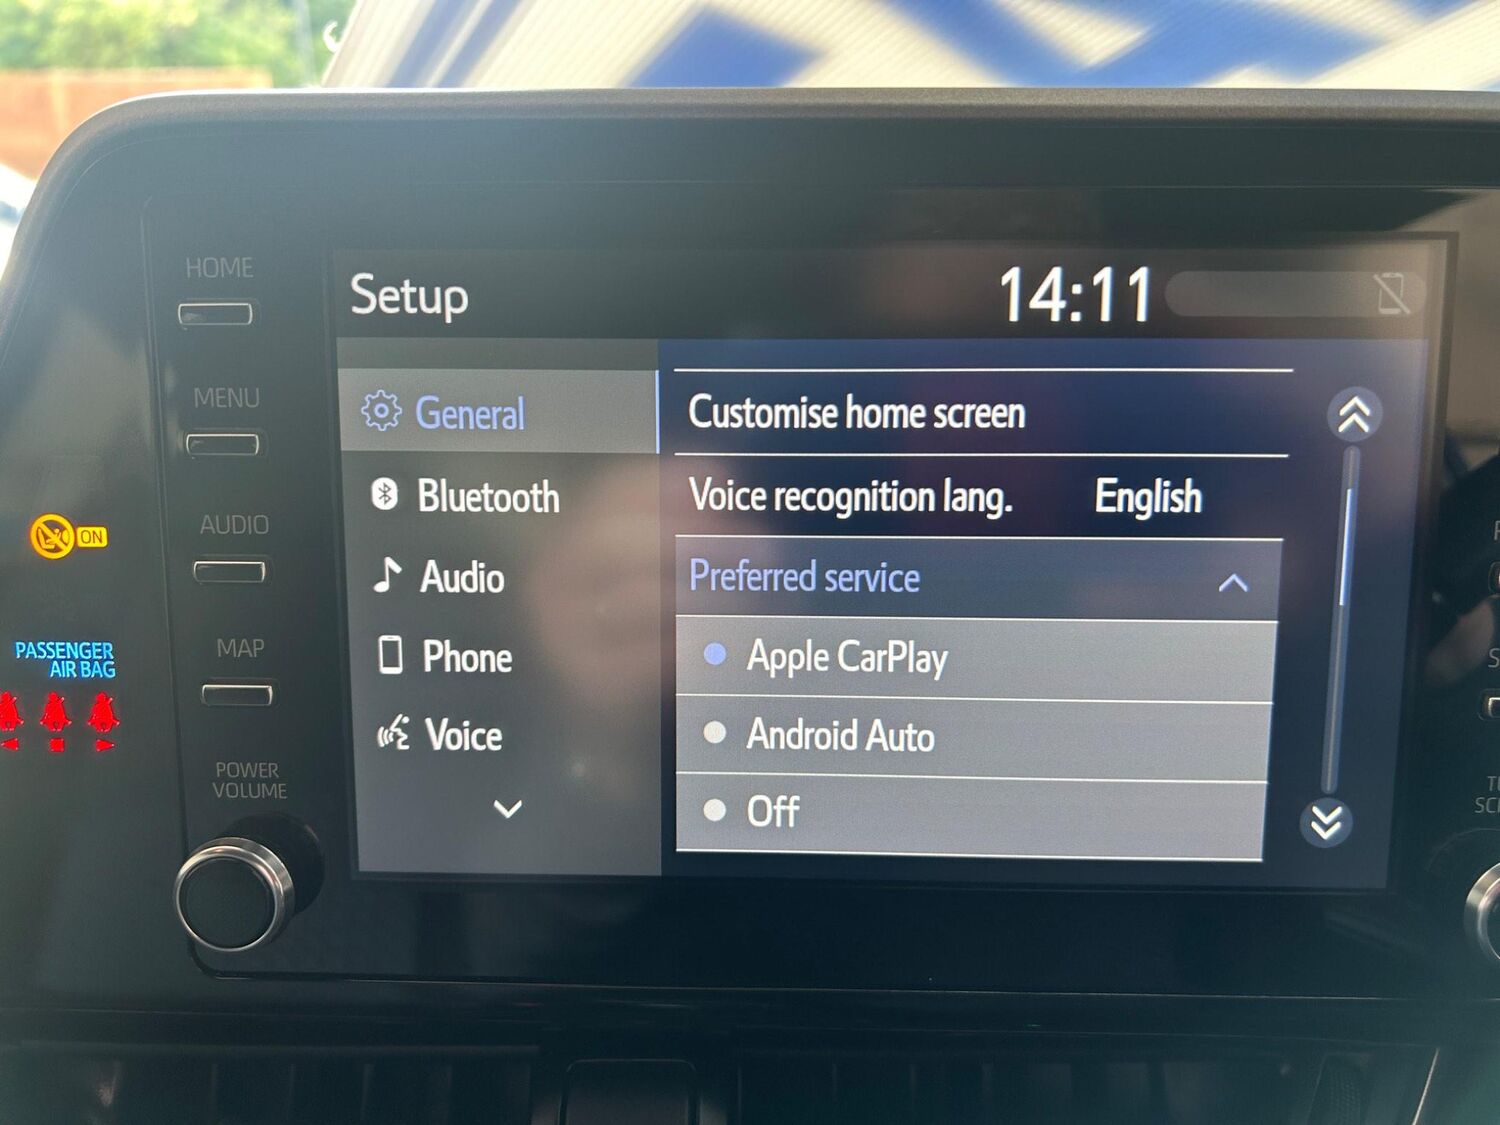 HOME
MENU
AUDIO
MAP
POWER
VOLUME
ON
PASSENGER
AIR BAG
Setup
14:11
General
Bluetooth
Audio
Phone
Voice
Customise home screen
Voice recognition lang. English
Preferred service
Apple CarPlay
Android Auto
Off